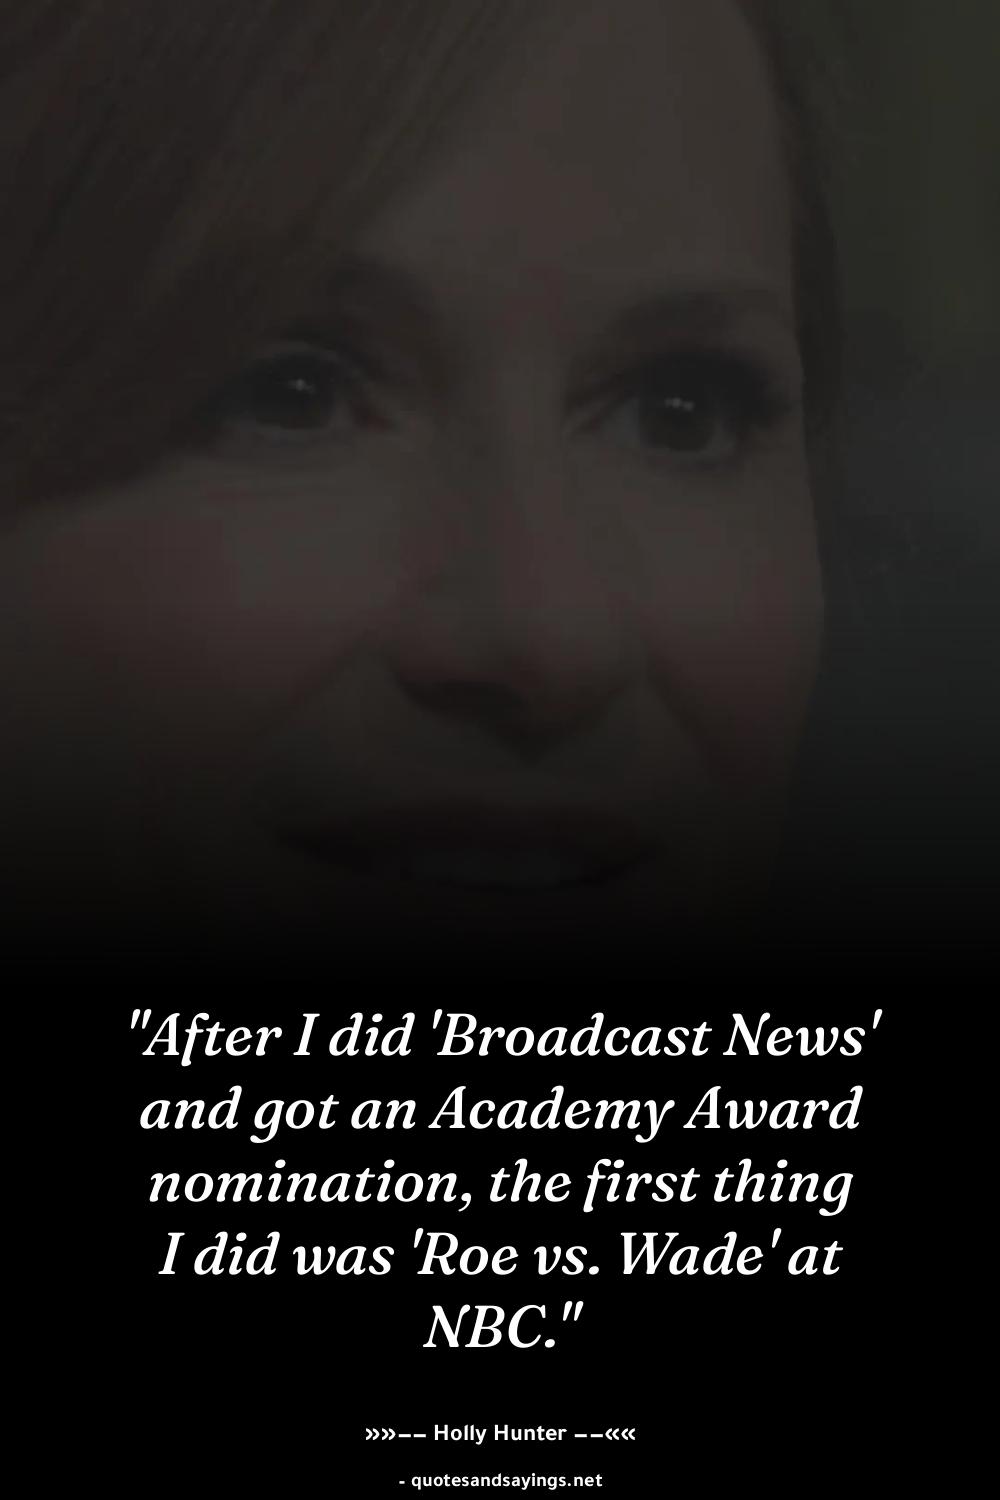 "After I did 'Broadcast News'
and got an Academy Award
nomination, the first thing
I did was 'Roe vs. Wade' at
NBC."
»»–– Holly Hunter ––««
- quotesandsayings.net